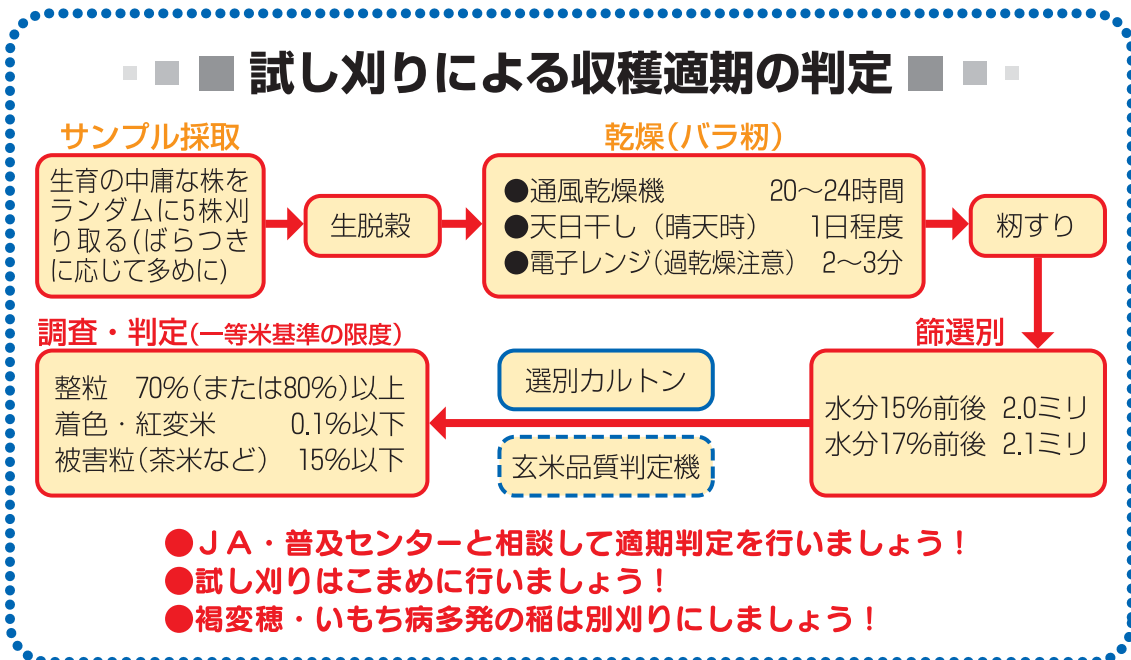 試し刈りによる収穫適期の判定
サンプル採取
生育の中庸な株を
ランダムに5株刈
り取る(ばらつき
に応じて多めに)
生脱穀
乾燥(バラ籾)
●通風乾燥機 20〜24時間
●天日干し(晴天時) 1日程度
●電子レンジ(過乾燥注意) 2〜3分
籾すり
篩選別
水分15%前後 2.0ミリ
水分17%前後 2.1ミリ
選別カルトン
玄米品質判定機
調査・判定(一等米基準の限度)
整粒 70%(または80%)以上
着色・紅変米 0.1%以下
被害粒(茶米など) 15%以下
●JA・普及センターと相談して適期判定を行いましょう!
●試し刈りはこまめに行いましょう!
●褐変穂・いもち病多発の稲は別刈りにしましょう!